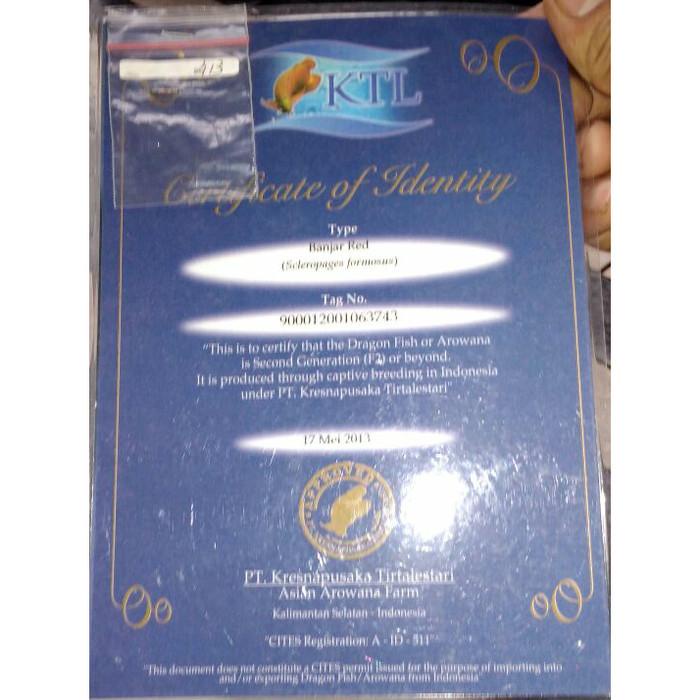 413
KTL
Certificate of Identity
Type
Banjar Red
(Scleropages formosus)
Tag No.
900012001063743
"This is to certify that the Dragon Fish or Arowana
is Second Generation (F2) or beyond.
It is produced through captive breeding in Indonesia
under PT. Kresnapusaka Tirtalestari"
17 Mei 2013
APPROVED
PT. Kresnapusaka Tirtalestari
Asian Arowana Farm
Kalimantan Selatan - Indonesia
"CITES Registration: A - ID - 511"
"This document does not constitute a CITES permit issued for the purpose of importing into
and/or exporting Dragon Fish/Arowana from Indonesia